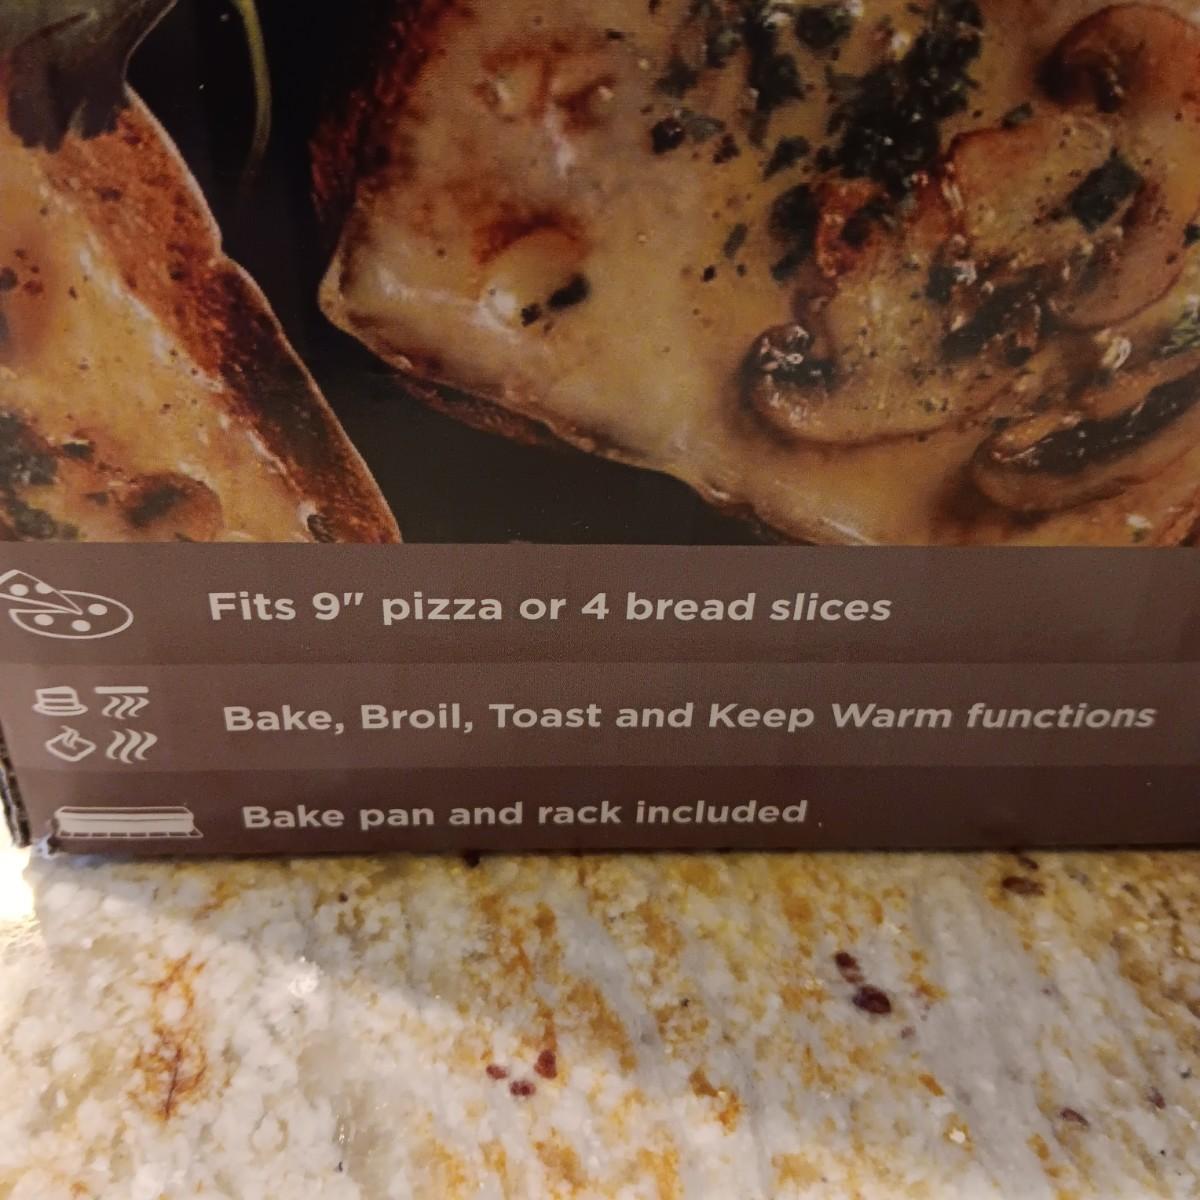 Fits 9" pizza or 4 bread slices
Bake, Broil, Toast and Keep Warm functions
Bake pan and rack included